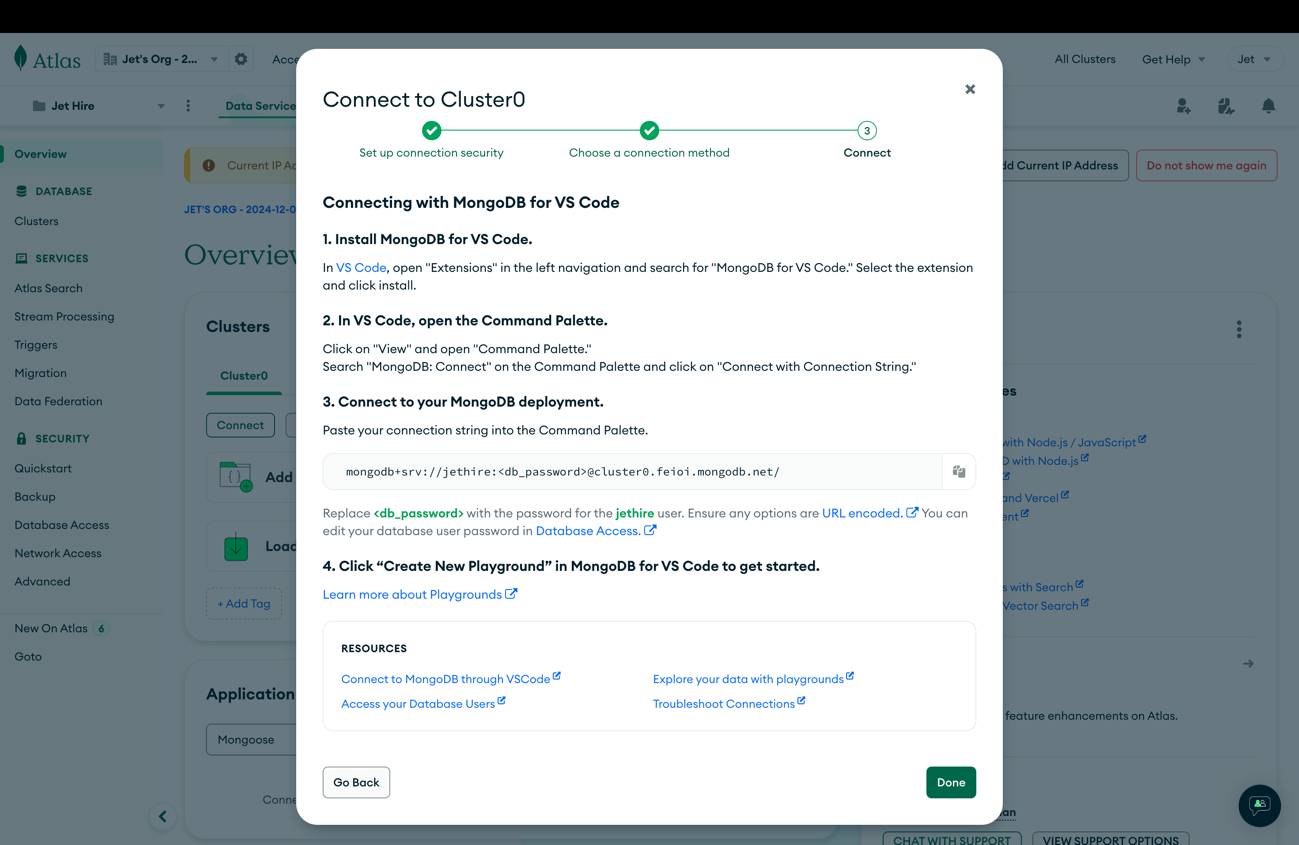 Atlas
Jet's Org - 2...
All Clusters
Get Help
Jet
Jet Hire
Data Service
Overview
DATABASE
Clusters
SERVICES
Atlas Search
Stream Processing
Triggers
Migration
Data Federation
SECURITY
Quickstart
Backup
Database Access
Network Access
Advanced
New On Atlas 6
Goto
Current IP
JET'S ORG - 2024-12-0
Clusters
Cluster0
Connect
Add
+ Add Tag
Application
Mongoose
Connect to Cluster0
3
Set up connection security
Choose a connection method
Connect
Connecting with MongoDB for VS Code
1. Install MongoDB for VS Code.
In VS Code, open "Extensions" in the left navigation and search for "MongoDB for VS Code." Select the extension
and click install.
2. In VS Code, open the Command Palette.
Click on "View" and open "Command Palette."
Search "MongoDB: Connect" on the Command Palette and click on "Connect with Connection String."
3. Connect to your MongoDB deployment.
Paste your connection string into the Command Palette.
mongodb+srv://jethire:<db_password>@cluster0.feioi.mongodb.net/
Replace <db_password> with the password for the jethire user. Ensure any options are URL encoded. You can
edit your database user password in Database Access.
4. Click “Create New Playground” in MongoDB for VS Code to get started.
Learn more about Playgrounds
RESOURCES
Connect to MongoDB through VSCode
Explore your data with playgrounds
Access your Database Users
Troubleshoot Connections
Go Back
Done
Current IP Address
Do not show me again
with Node.js / JavaScript
with Node.js
and Vercel
with Search
Vector Search
feature enhancements on Atlas.
CHAT WITH SUPPORT
VIEW SUPPORT OPTIONS